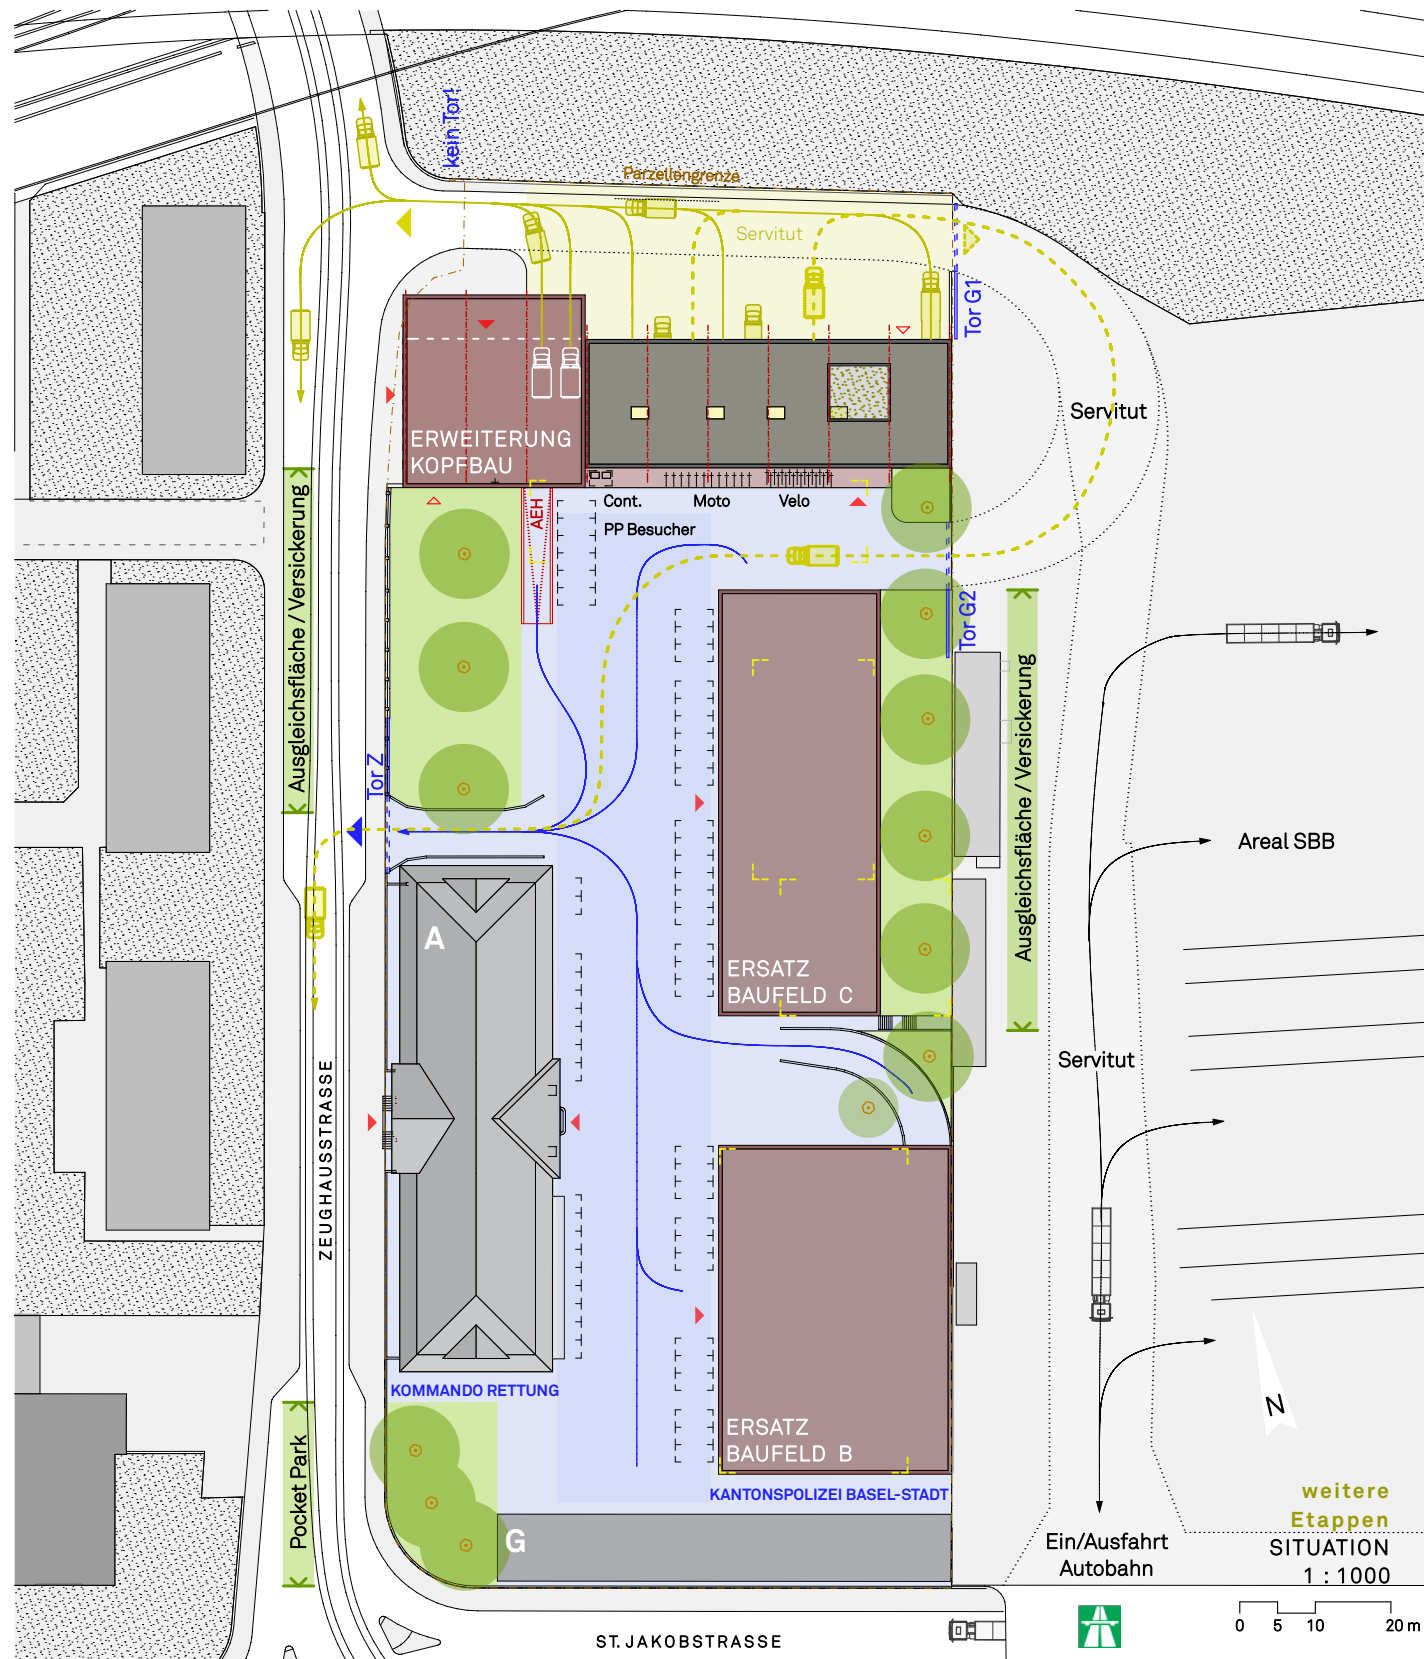 kein Tor!
Parzellengrenze
Servitut
Tor G1
Servitut
ERWEITERUNG
KOPFBAU
AEH
Cont.
Moto
Velo
PP Besucher
Ausgleichsfläche / Versickerung
Tor G2
Ausgleichsfläche / Versickerung
Tor Z
Areal SBB
A
ERSATZ
BAUFELD C
Servitut
ZEUGHAUSSTRASSE
KOMMANDO RETTUNG
ERSATZ
BAUFELD B
N
Pocket Park
KANTONSPOLIZEI BASEL-STADT
weitere
Etappen
G
Ein/Ausfahrt
Autobahn
SITUATION
1 : 1000
0 5 10 20 m
ST. JAKOBSTRASSE